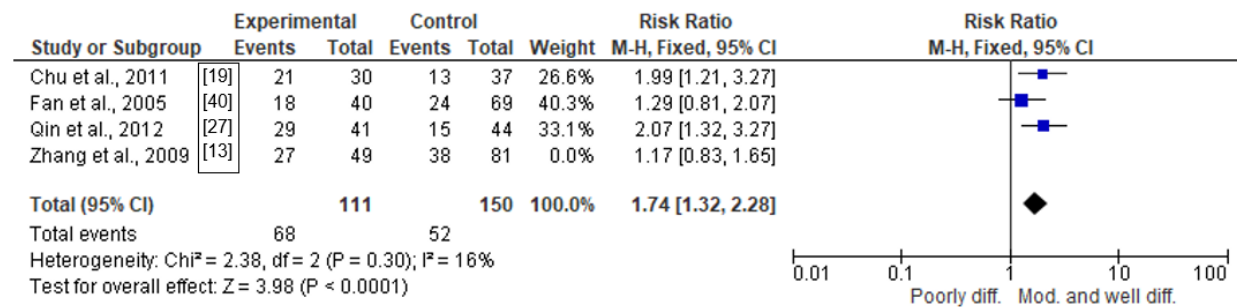 Experimental Control Risk Ratio Risk Ratio
Study or Subgroup Events Total Events Total Weight M-H, Fixed, 95% CI M-H, Fixed, 95% CI
Chu et al., 2011 [19] 21 30 13 37 26.6% 1.99 [1.21, 3.27]
Fan et al., 2005 [40] 18 40 24 69 40.3% 1.29 [0.81, 2.07]
Qin et al., 2012 [27] 29 41 15 44 33.1% 2.07 [1.32, 3.27]
Zhang et al., 2009 [13] 27 49 38 81 0.0% 1.17 [0.83, 1.65]
Total (95% CI) 111 150 100.0% 1.74 [1.32, 2.28]
Total events 68 52
Heterogeneity: Chi² = 2.38, df = 2 (P = 0.30); I² = 16%
Test for overall effect: Z = 3.98 (P < 0.0001)
0.01 0.1 1 10 100
Poorly diff. Mod. and well diff.